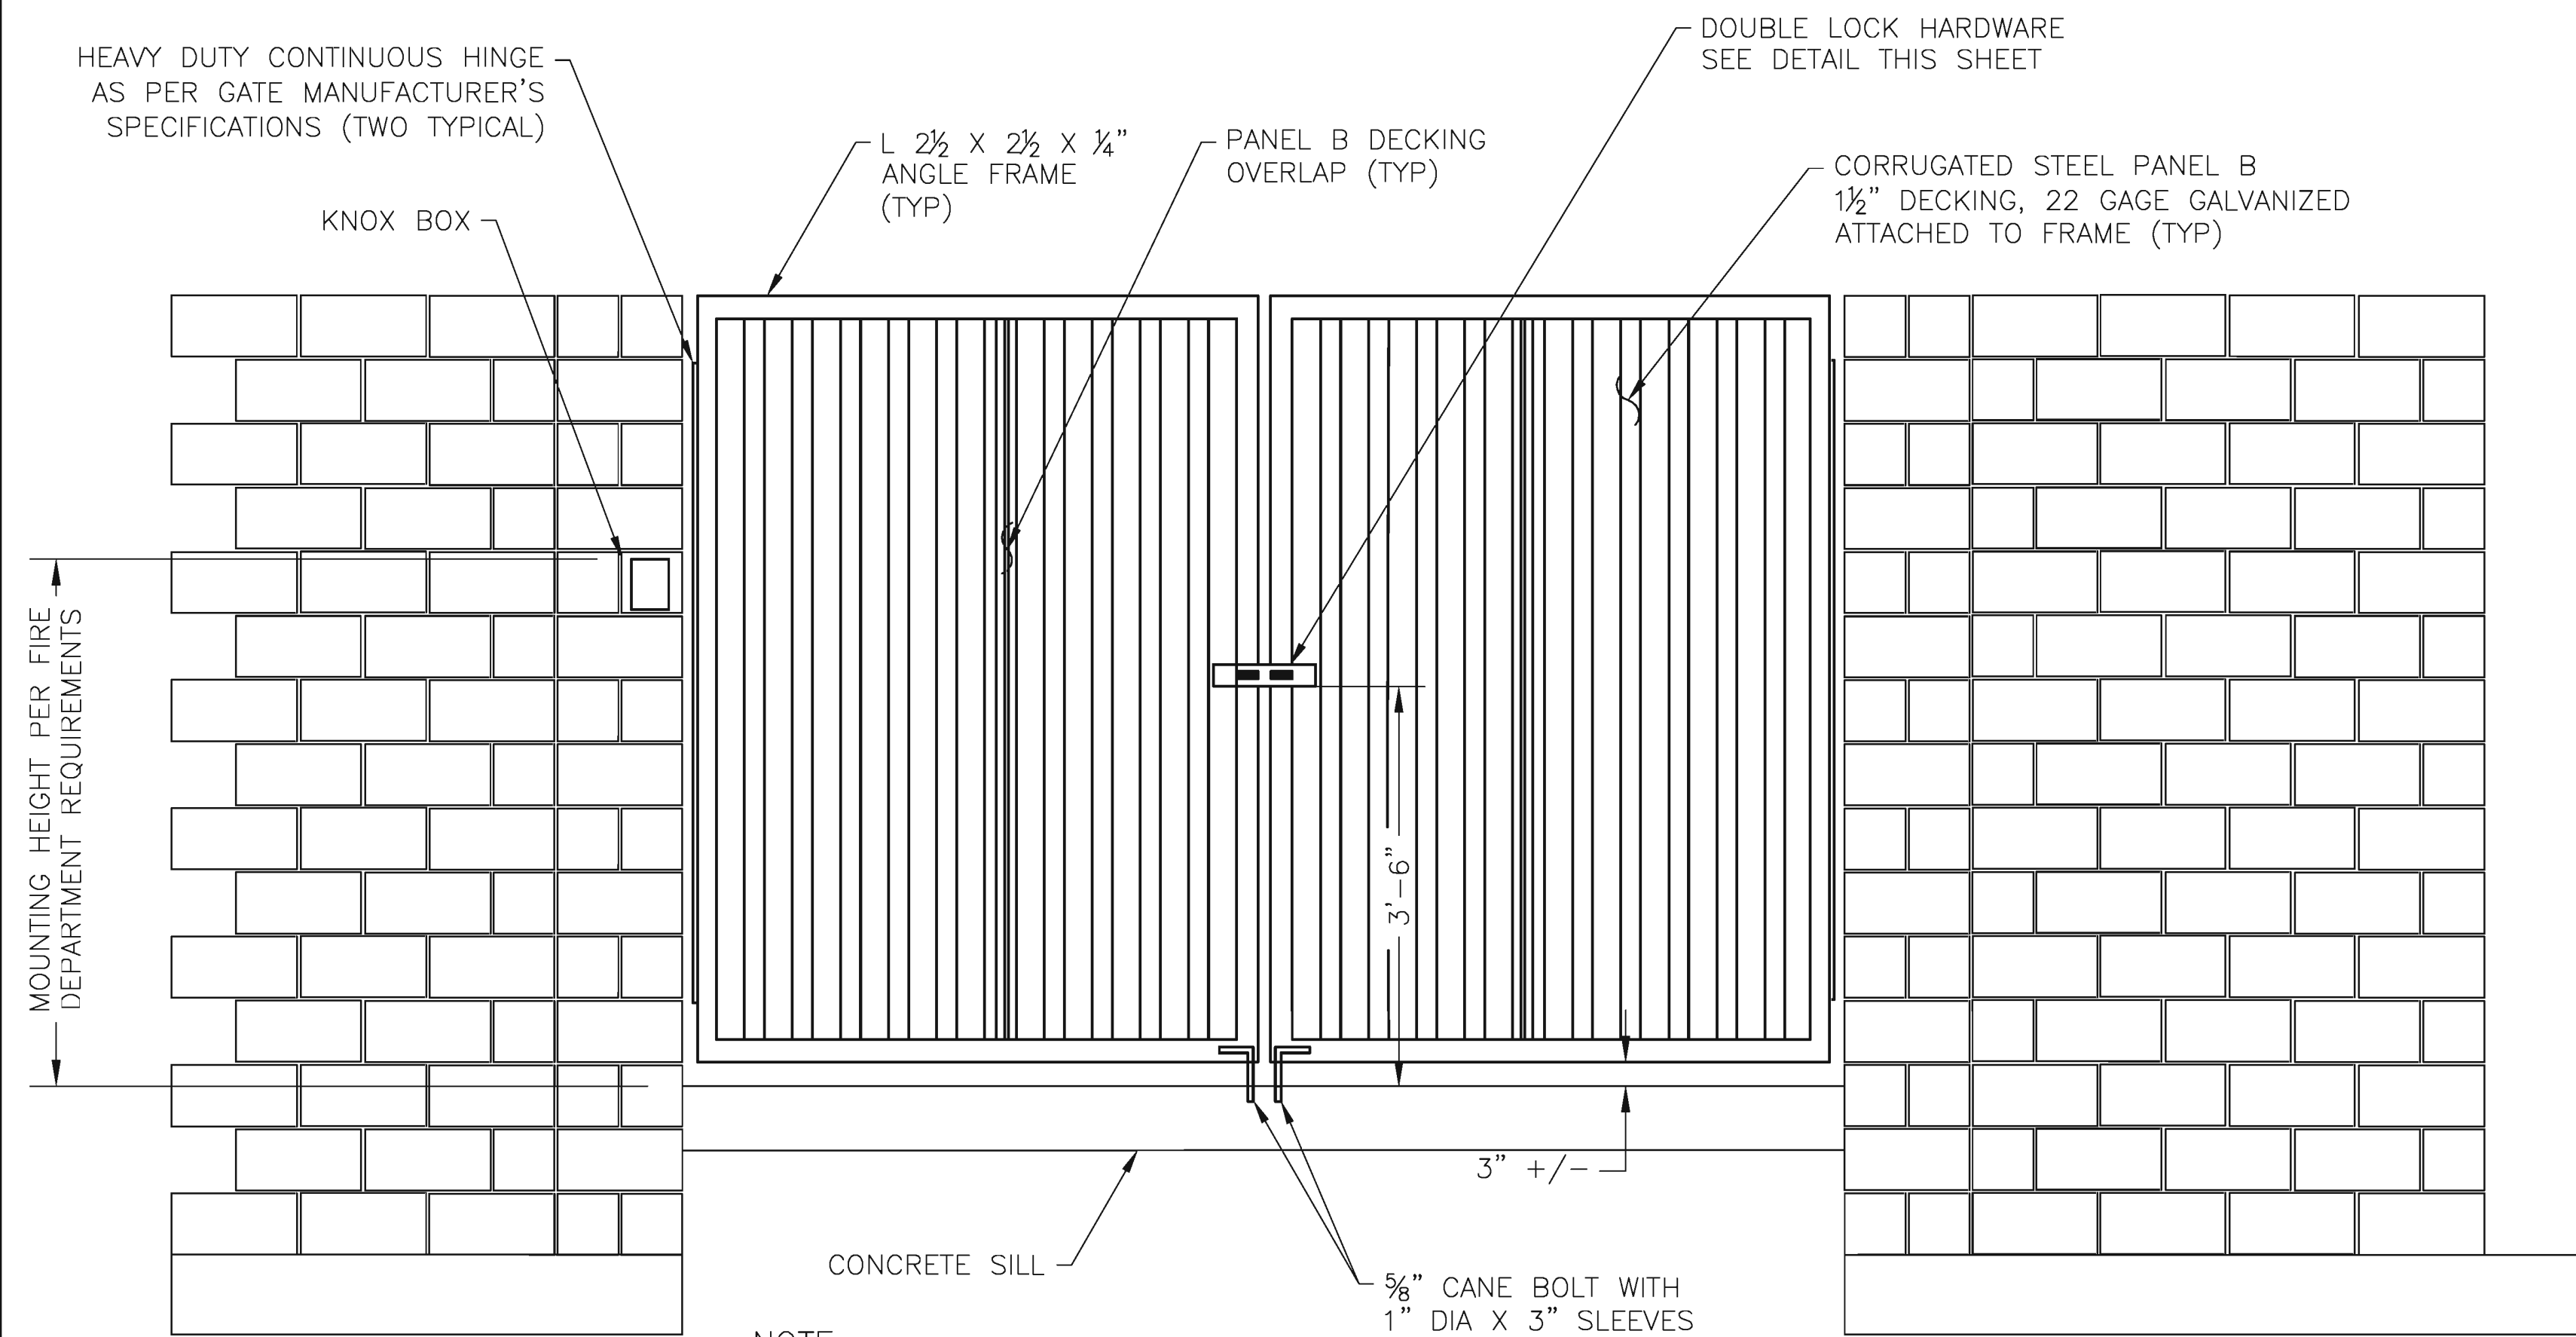 DOUBLE LOCK HARDWARE
SEE DETAIL THIS SHEET
HEAVY DUTY CONTINUOUS HINGE
AS PER GATE MANUFACTURER'S
SPECIFICATIONS (TWO TYPICAL)
L 2½ X 2½ X ¼"
ANGLE FRAME
(TYP)
PANEL B DECKING
OVERLAP (TYP)
CORRUGATED STEEL PANEL B
1½" DECKING, 22 GAGE GALVANIZED
ATTACHED TO FRAME (TYP)
KNOX BOX
MOUNTING HEIGHT PER FIRE
DEPARTMENT REQUIREMENTS
3'-6"
3" +/-
CONCRETE SILL
⅝" CANE BOLT WITH
1" DIA X 3" SLEEVES
NOTE